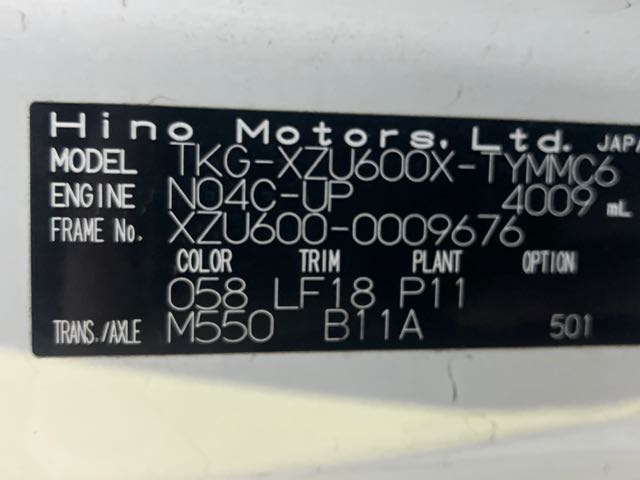 Hino Motors, Ltd. JAPA
MODEL TKG-XZU600X-TYMMC6
ENGINE N04C-UP 4009 mL
FRAME No. XZU600-0009676
COLOR TRIM PLANT OPTION
058 LF18 P11
TRANS./AXLE M550 B11A 501